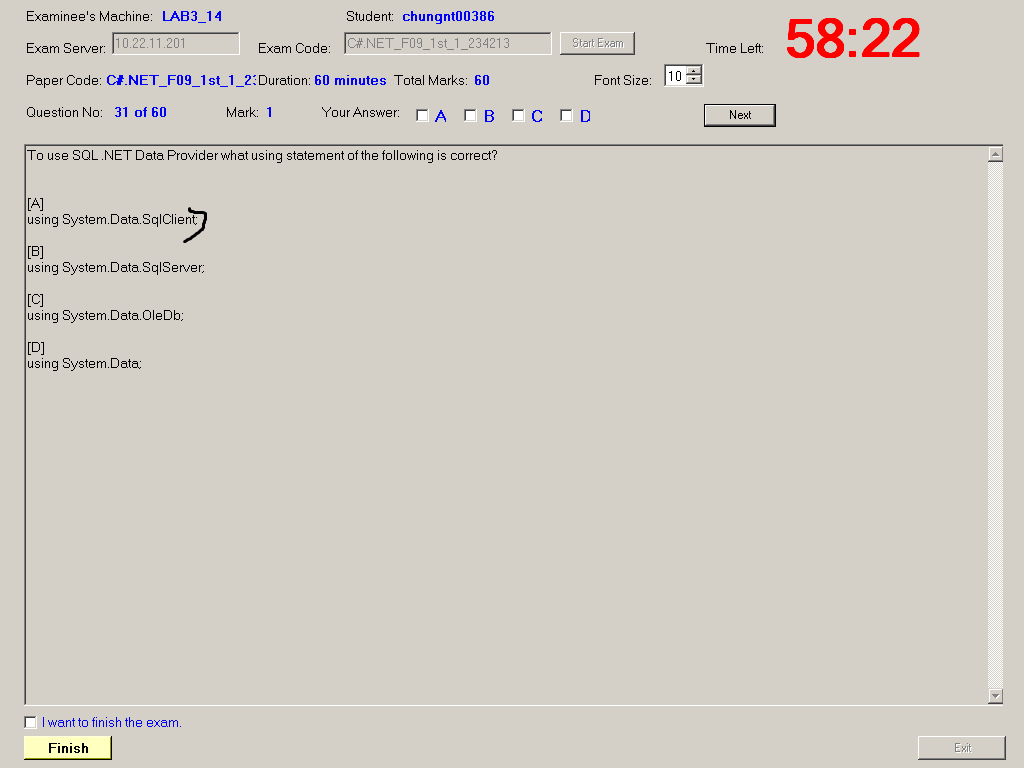 Examinee's Machine: LAB3_14 Student: chungnt00386
58:22
Exam Server: 10.22.11.201 Exam Code: C#.NET_F09_1st_1_234213 Start Exam Time Left:
Paper Code: C#.NET_F09_1st_1_23 Duration: 60 minutes Total Marks: 60 Font Size: 10
Question No: 31 of 60 Mark: 1 Your Answer: A B C D Next
To use SQL .NET Data Provider what using statement of the following is correct?
[A]
using System.Data.SqlClient;
[B]
using System.Data.SqlServer;
[C]
using System.Data.OleDb;
[D]
using System.Data;
I want to finish the exam.
Finish Exit